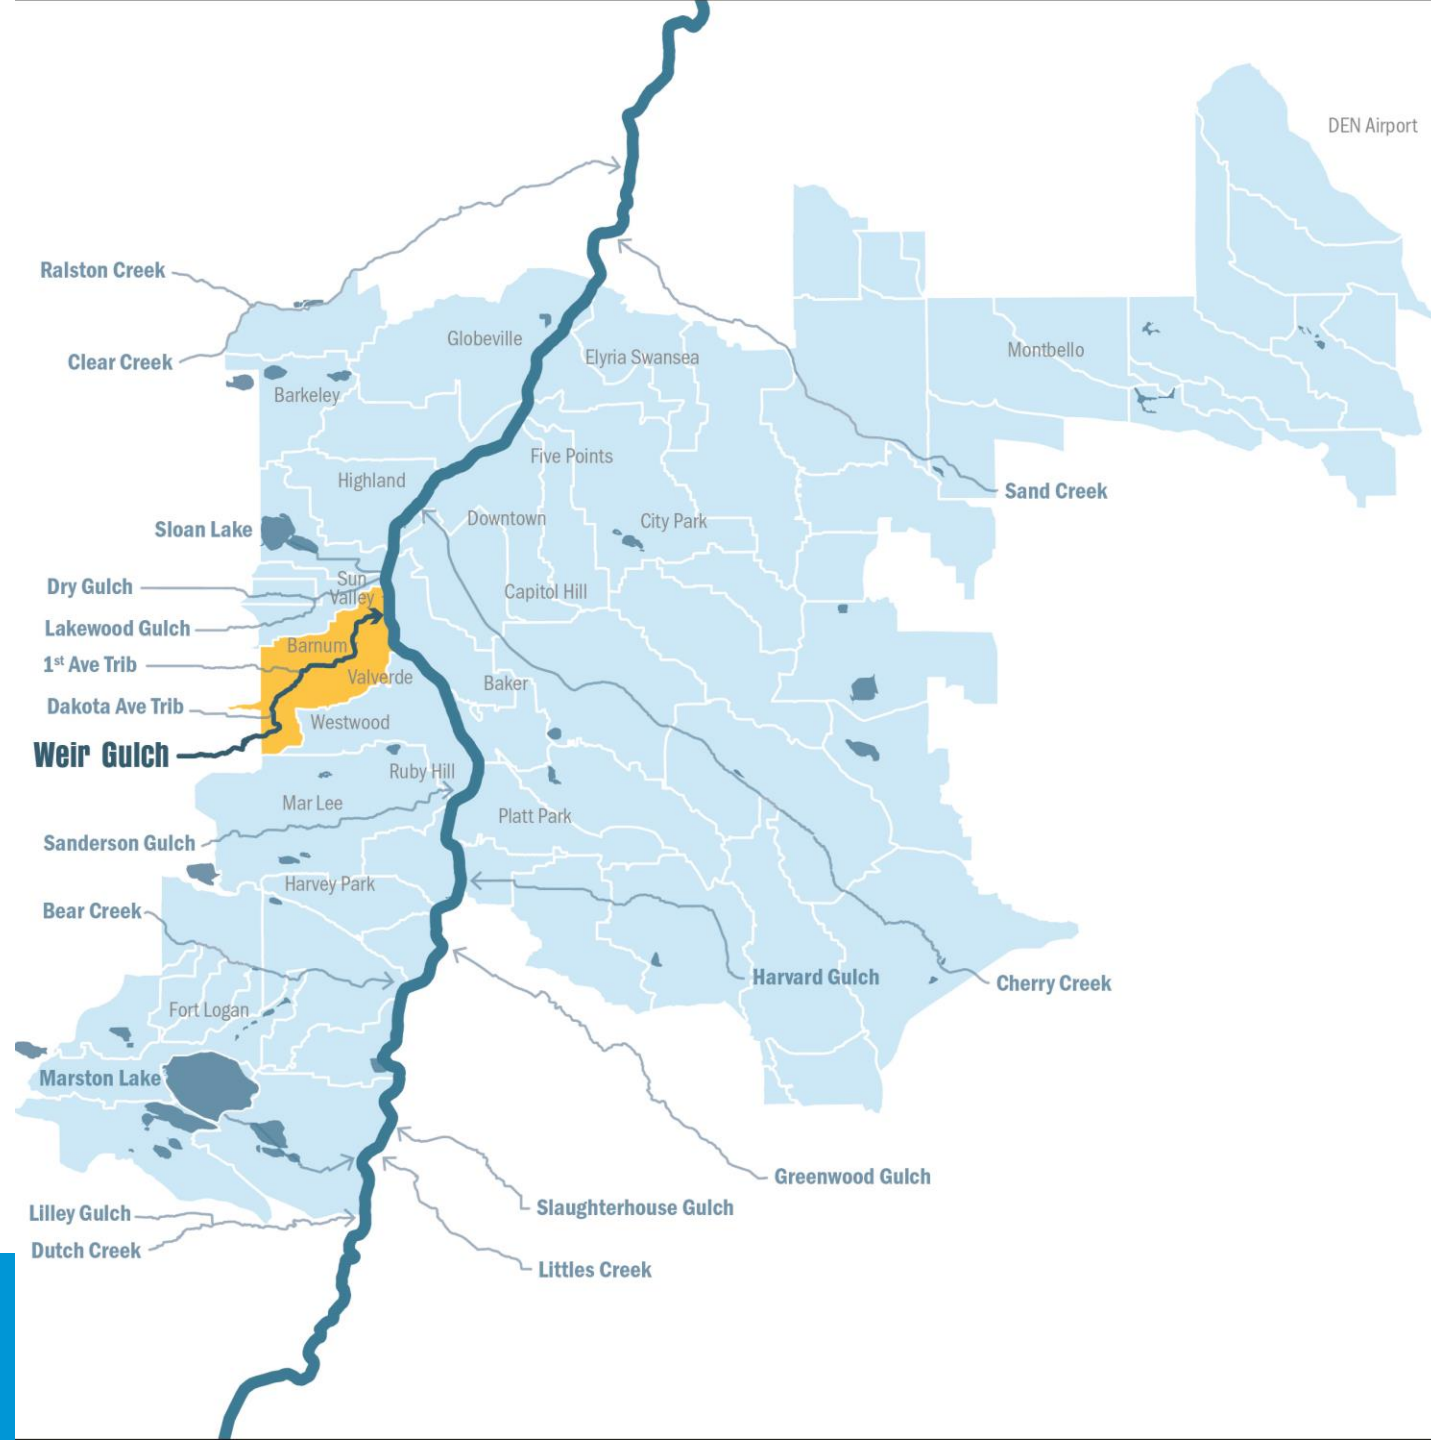 DEN Airport
Ralston Creek
Globeville
Elyria Swansea
Montbello
Clear Creek
Barkeley
Five Points
Highland
Sand Creek
Downtown
City Park
Sloan Lake
Sun
Valley
Dry Gulch
Capitol Hill
Lakewood Gulch
Barnum
1st Ave Trib
Valverde
Baker
Dakota Ave Trib
Westwood
Weir Gulch
Ruby Hill
Mar Lee
Platt Park
Sanderson Gulch
Harvey Park
Bear Creek
Harvard Gulch
Cherry Creek
Fort Logan
Marston Lake
Greenwood Gulch
Slaughterhouse Gulch
Lilley Gulch
Dutch Creek
Littles Creek